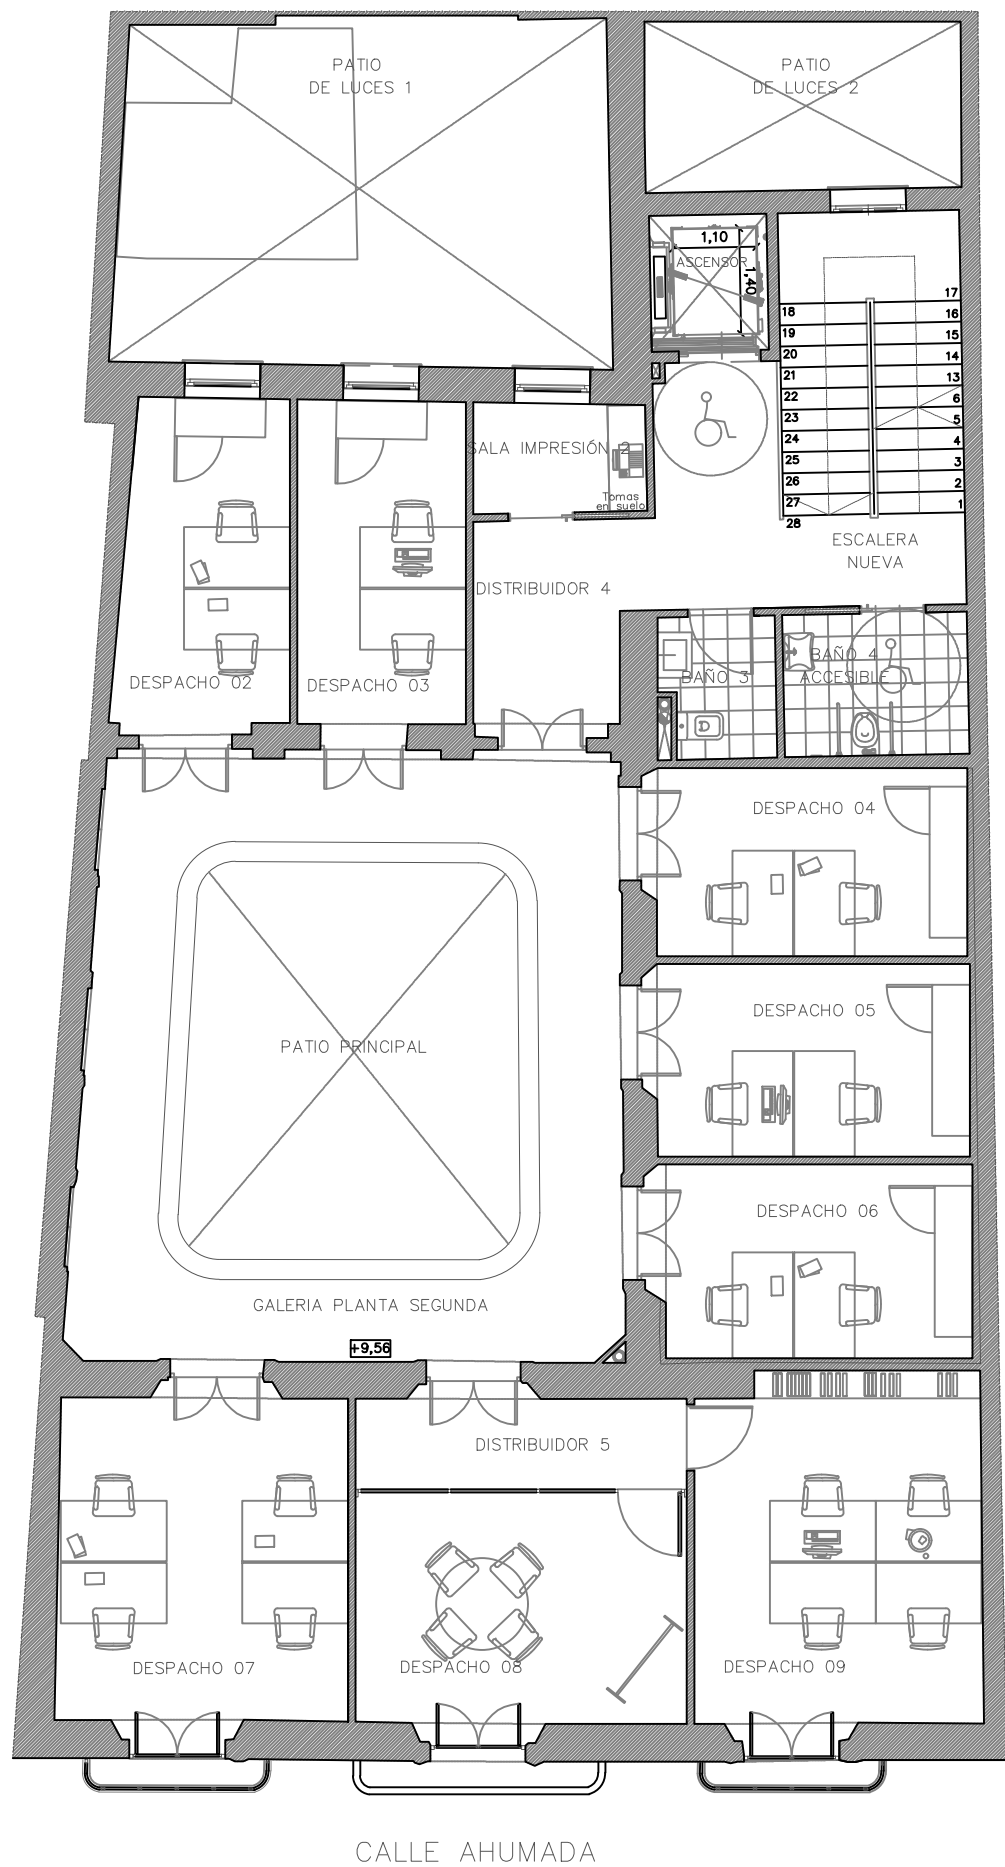 PATIO
DE LUCES 1
PATIO
DE LUCES 2
1,10
ASCENSOR
1,40
17
18
16
19
15
20
14
21
13
22
6
23
5
24
4
25
3
26
2
27
1
28
SALA IMPRESIÓN 2
Tomas
en suelo
ESCALERA
NUEVA
DISTRIBUIDOR 4
DESPACHO 02
DESPACHO 03
BAÑO 3
BAÑO 4
ACCESIBLE
DESPACHO 04
DESPACHO 05
PATIO PRINCIPAL
DESPACHO 06
GALERIA PLANTA SEGUNDA
+9,56
DISTRIBUIDOR 5
DESPACHO 07
DESPACHO 08
DESPACHO 09
CALLE AHUMADA